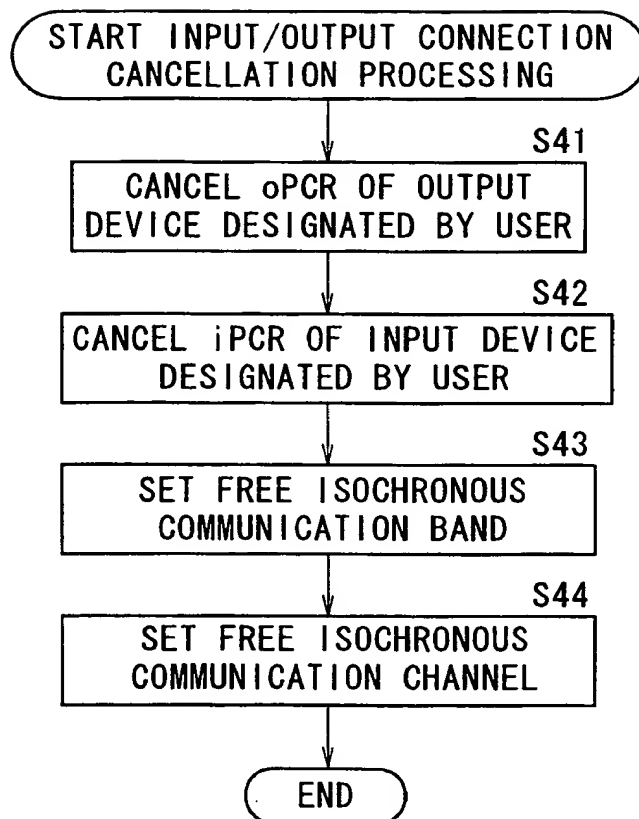 START INPUT/OUTPUT CONNECTION
CANCELLATION PROCESSING
S41
CANCEL oPCR OF OUTPUT
DEVICE DESIGNATED BY USER
S42
CANCEL iPCR OF INPUT DEVICE
DESIGNATED BY USER
S43
SET FREE ISOCHRONOUS
COMMUNICATION BAND
S44
SET FREE ISOCHRONOUS
COMMUNICATION CHANNEL
END